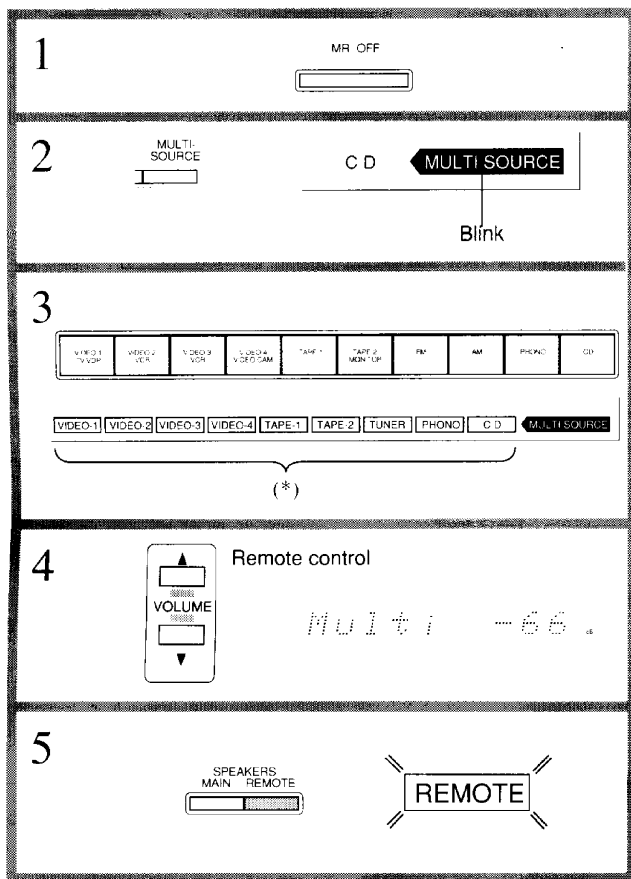 1
MR OFF
2
MULTI-
SOURCE
CD
MULTI SOURCE
Blink
3
VIDEO-1 VIDEO-2 VIDEO-3 VIDEO-4 TAPE-1 TAPE-2 FM AM PHONO CD
TV/VDP VCR VCR VIDEO CAM MONITOR
VIDEO-1 VIDEO-2 VIDEO-3 VIDEO-4 TAPE-1 TAPE-2 TUNER PHONO CD MULTI SOURCE
(*)
4
Remote control
VOLUME
Multi -66 dB
5
SPEAKERS
MAIN REMOTE
REMOTE